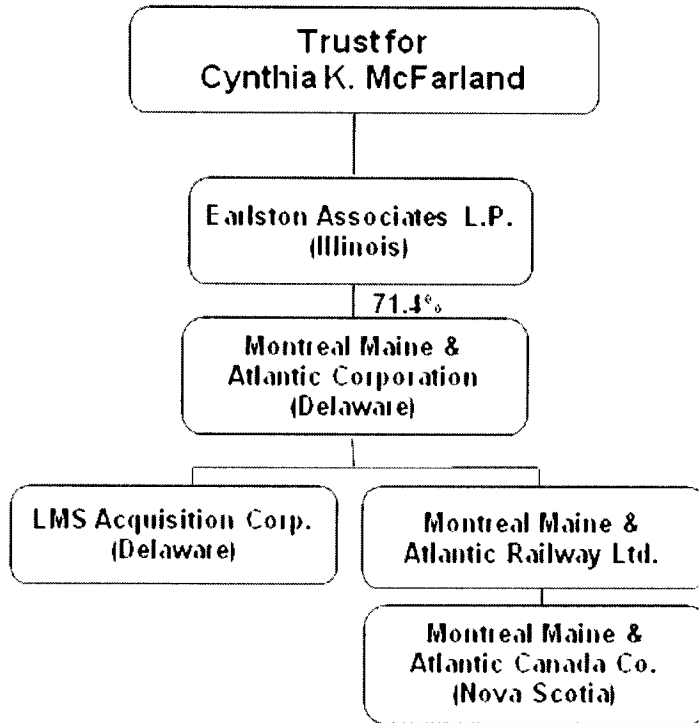 Trust for
Cynthia K. McFarland
Earlston Associates L.P.
(Illinois)
71.4%
Montreal Maine &
Atlantic Corporation
(Delaware)
LMS Acquisition Corp.
(Delaware)
Montreal Maine &
Atlantic Railway Ltd.
Montreal Maine &
Atlantic Canada Co.
(Nova Scotia)